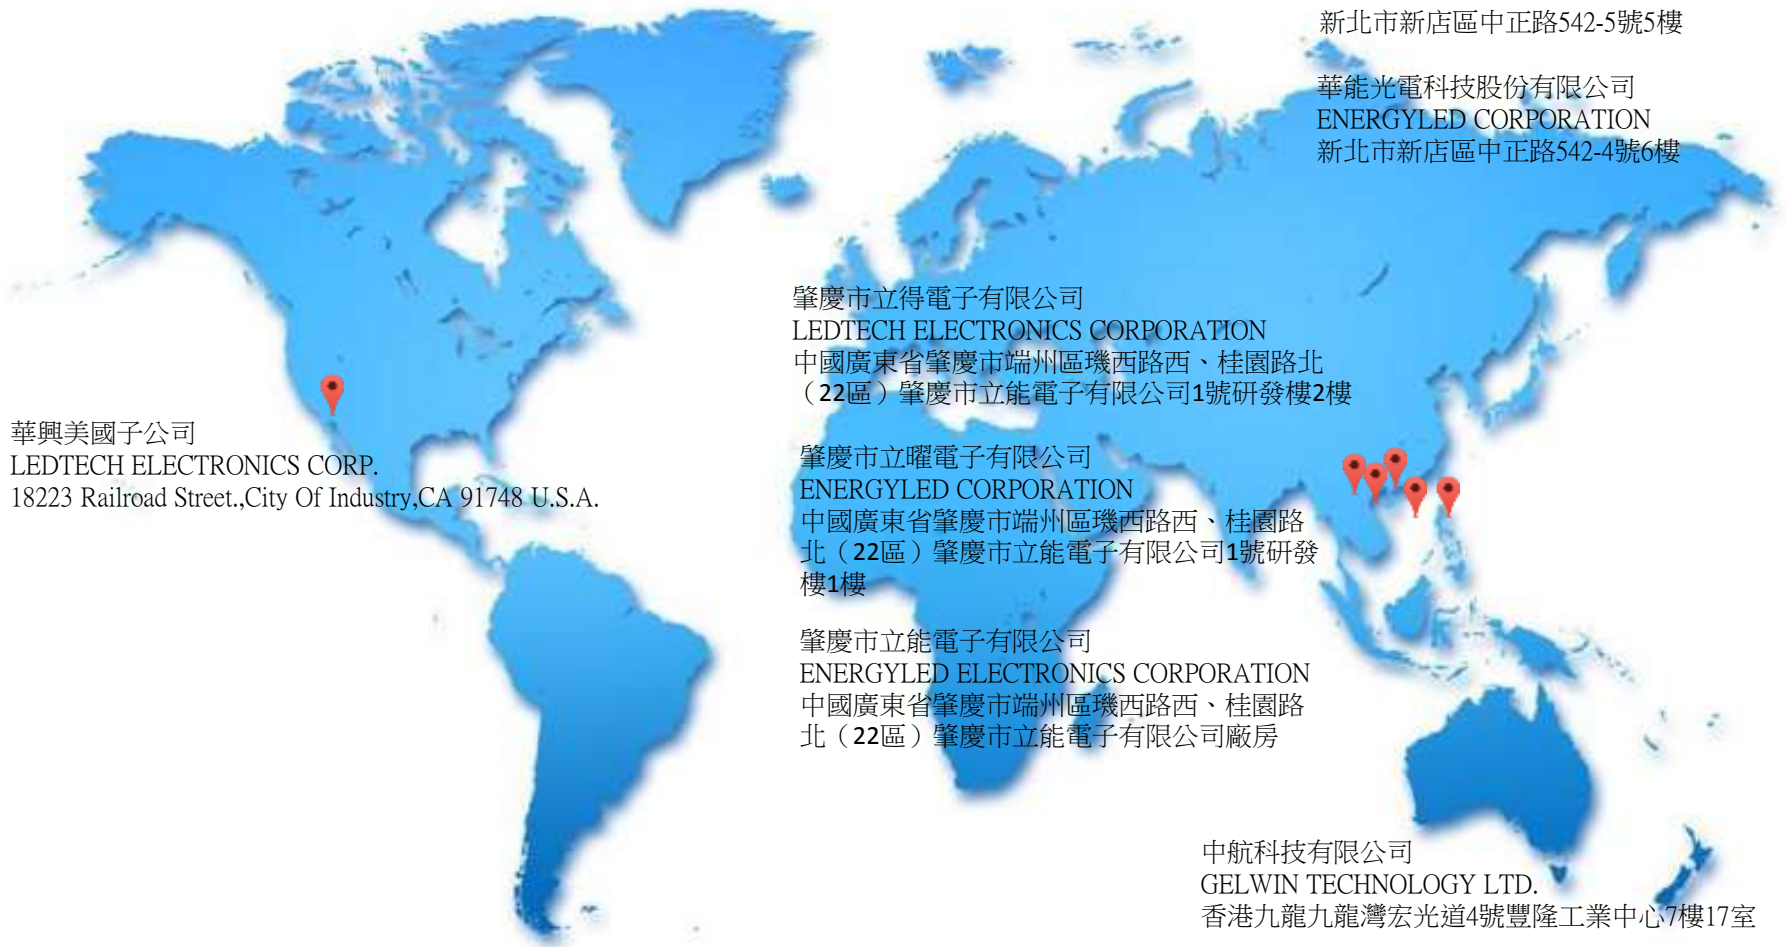 新北市新店區中正路542-5號5樓
華能光電科技股份有限公司
ENERGYLED CORPORATION
新北市新店區中正路542-4號6樓
肇慶市立得電子有限公司
LEDTECH ELECTRONICS CORPORATION
中國廣東省肇慶市端州區璣西路西、桂園路北
（22區）肇慶市立能電子有限公司1號研發樓2樓
華興美國子公司
LEDTECH ELECTRONICS CORP.
18223 Railroad Street.,City Of Industry,CA 91748 U.S.A.
肇慶市立曜電子有限公司
ENERGYLED CORPORATION
中國廣東省肇慶市端州區璣西路西、桂園路
北（22區）肇慶市立能電子有限公司1號研發
樓1樓
肇慶市立能電子有限公司
ENERGYLED ELECTRONICS CORPORATION
中國廣東省肇慶市端州區璣西路西、桂園路
北（22區）肇慶市立能電子有限公司廠房
中航科技有限公司
GELWIN TECHNOLOGY LTD.
香港九龍九龍灣宏光道4號豐隆工業中心7樓17室